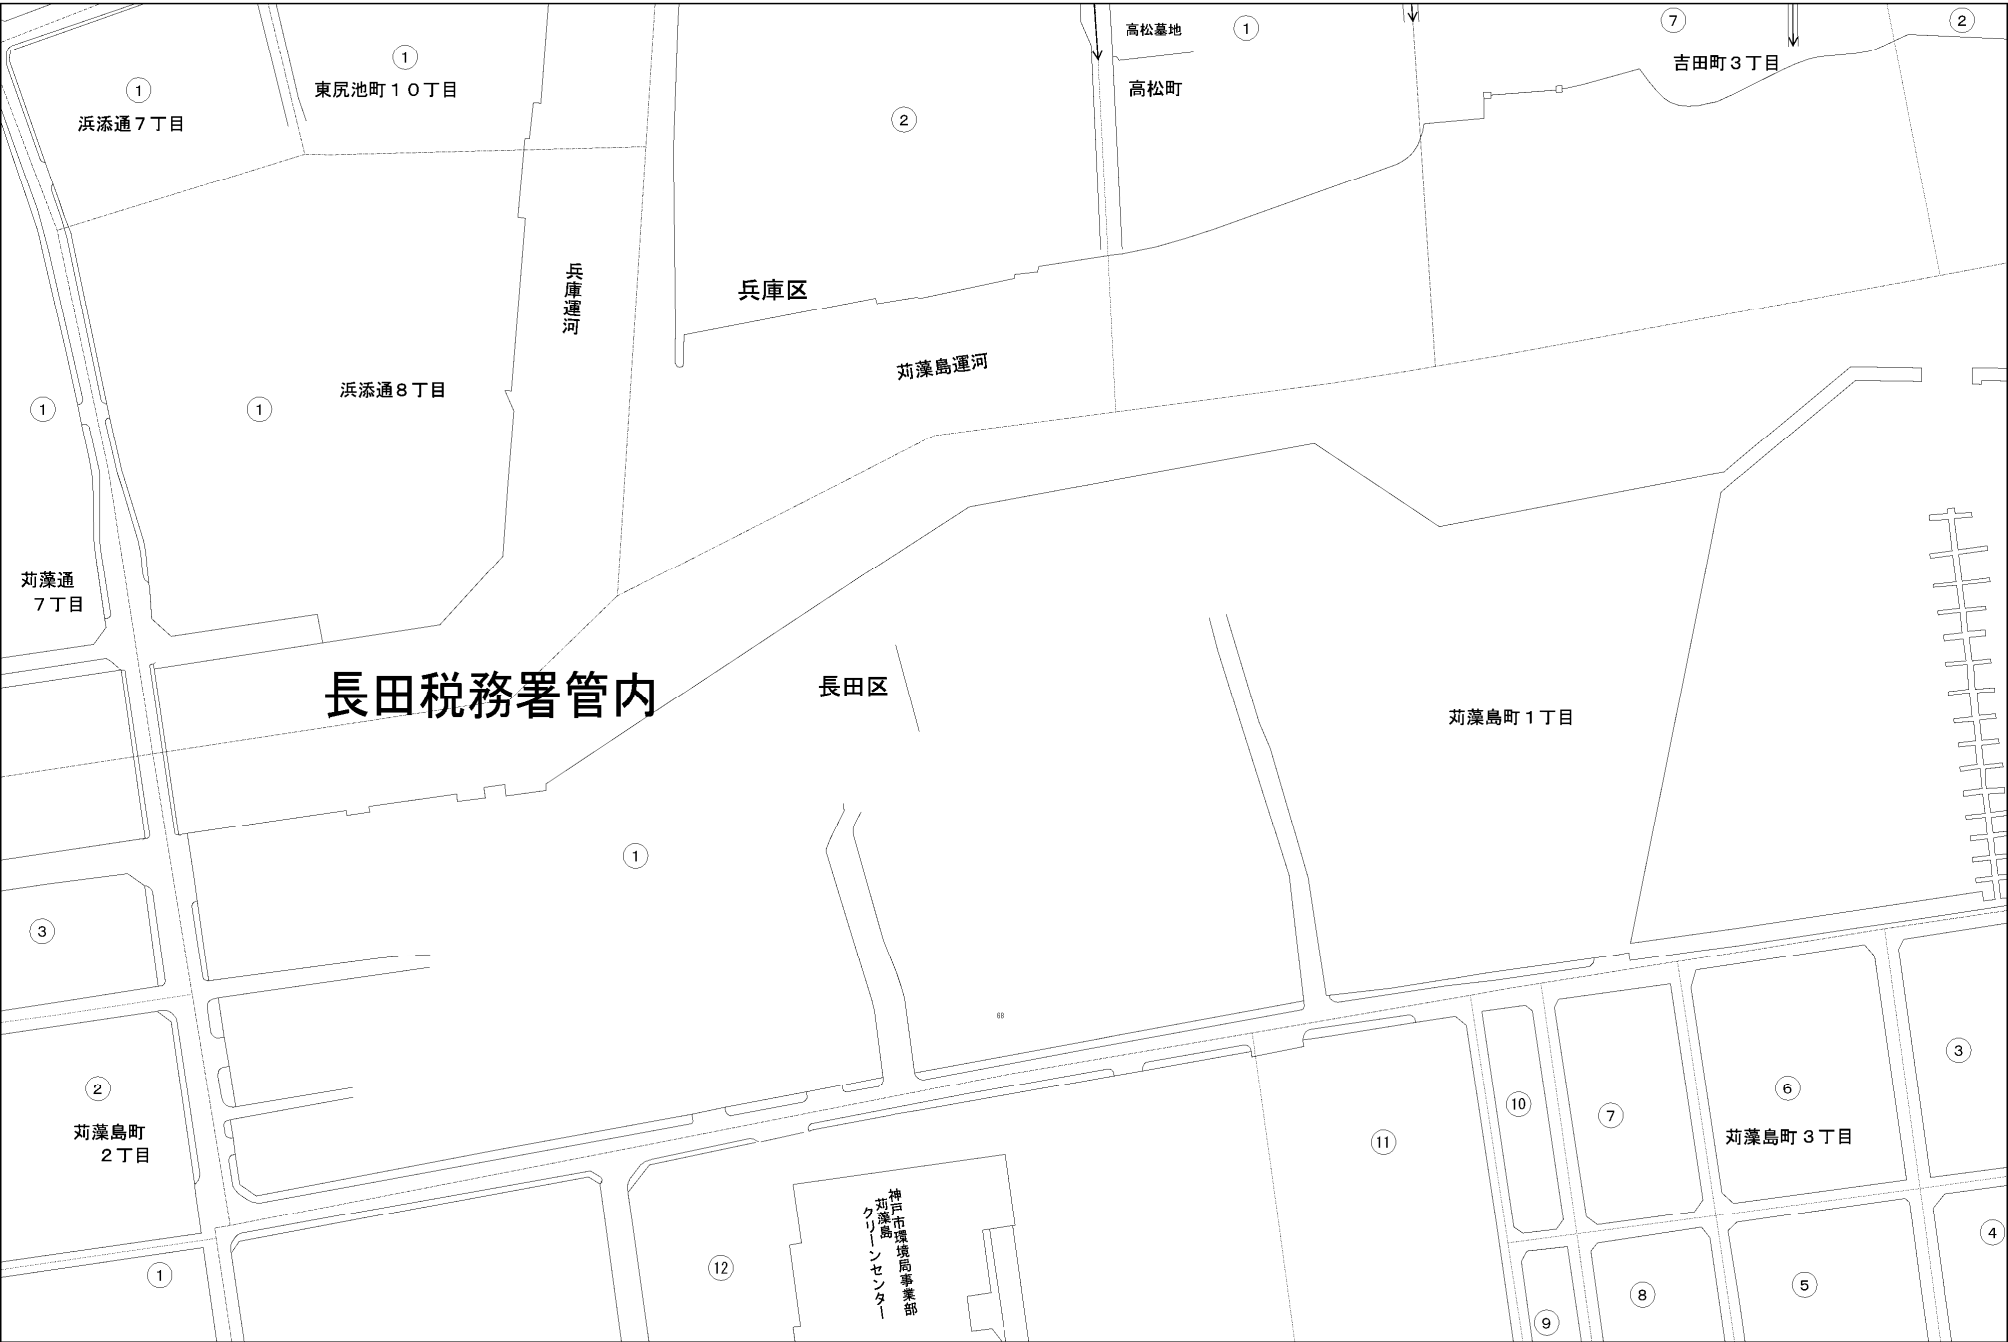 高松墓地
①
⑦
②
①
東尻池町１０丁目
①
浜添通７丁目
吉田町３丁目
高松町
②
兵庫運河
兵庫区
苅藻島運河
浜添通８丁目
①
①
苅藻通
７丁目
長田税務署管内
長田区
苅藻島町１丁目
①
③
68
②
苅藻島町
２丁目
③
⑥
苅藻島町３丁目
⑩
⑦
⑪
神戸市環境局事業部
苅藻島
クリーンセンター
④
①
⑫
⑤
⑧
⑨